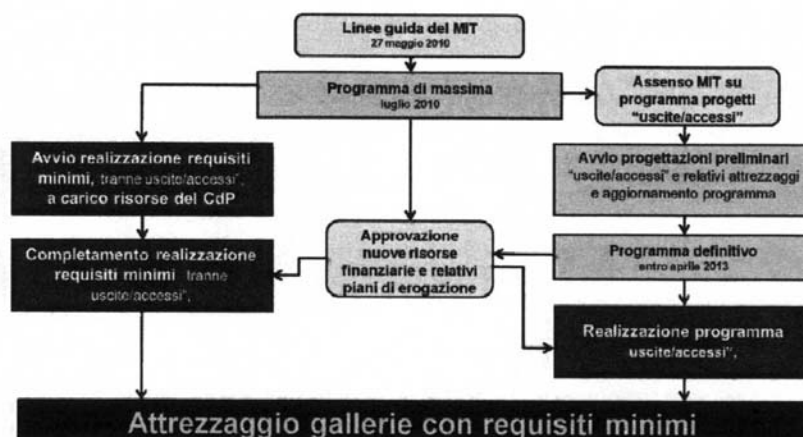 Linee guida del MIT
27 maggio 2010
Programma di massima
luglio 2010
Assenso MIT su
programma progetti
"uscite/accessi"
Avvio realizzazione requisiti
minimi, tranne uscite/accessi",
a carico risorse del CdP
Avvio progettazioni preliminari
"uscite/accessi" e relativi attrezzaggi
e aggiornamento programma
Approvazione
nuove risorse
finanziarie e relativi
piani di erogazione
Completamento realizzazione
requisiti minimi tranne
uscite/accessi",
Programma definitivo
entro aprile 2013
Realizzazione programma
uscite/accessi",
Attrezzaggio gallerie con requisiti minimi